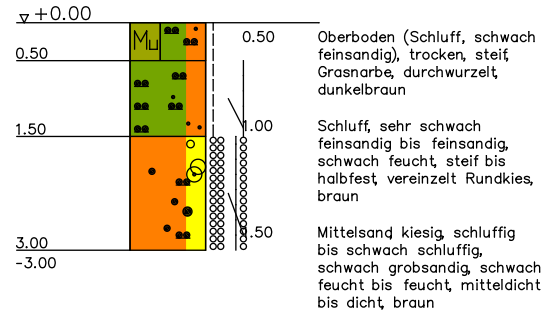 +0.00
Mu
0.50
0.50
Oberboden (Schluff, schwach
feinsandig), trocken, steif,
Grasnarbe, durchwurzelt,
dunkelbraun
1.50
1.00
Schluff, sehr schwach
feinsandig bis feinsandig,
schwach feucht, steif bis
halbfest, vereinzelt Rundkies,
braun
3.00
-3.00
1.50
Mittelsand, kiesig, schluffig
bis schwach schluffig,
schwach grobsandig, schwach
feucht bis feucht, mitteldicht
bis dicht, braun